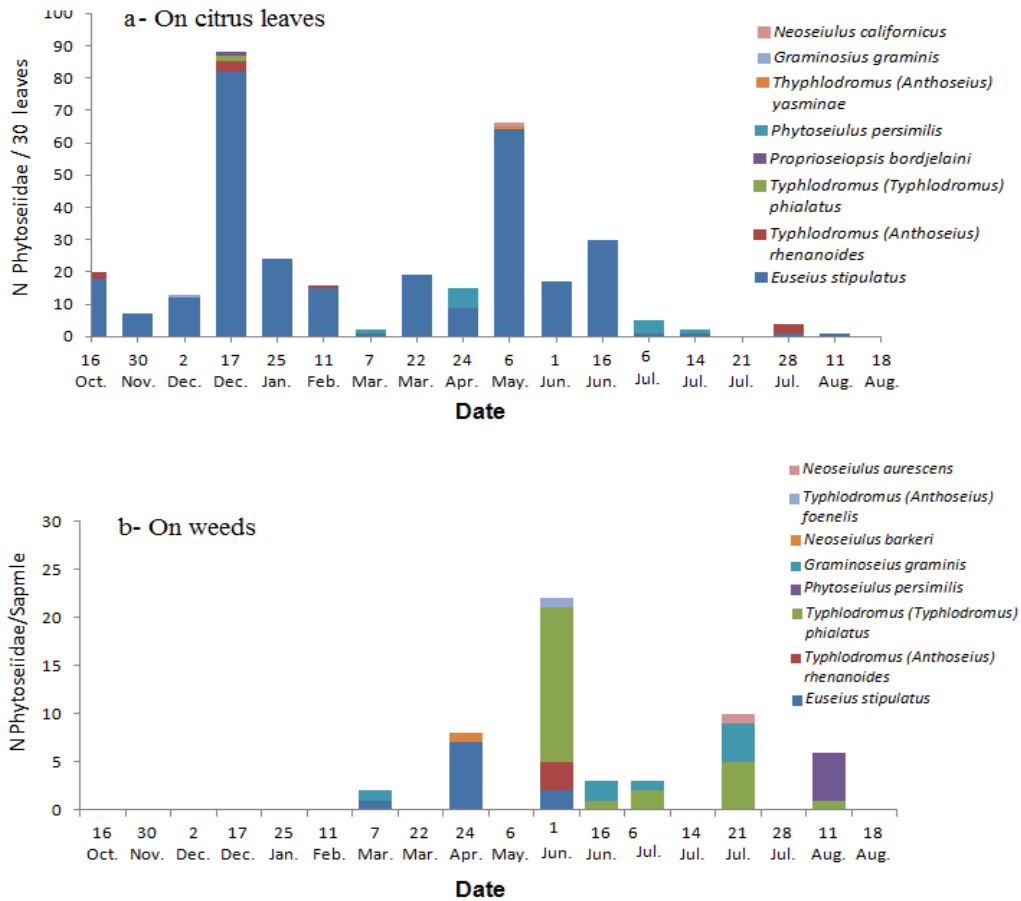 a- On citrus leaves
N Phytoseiidae / 30 leaves
100
90
80
70
60
50
40
30
20
10
0
16 30 2 17 25 11 7 22 24 6 1 16 6 14 21 28 11 18
Oct. Nov. Dec. Dec. Jan. Feb. Mar. Mar. Apr. May. Jun. Jun. Jul. Jul. Jul. Jul. Aug. Aug.
Date
Neoseiulus californicus
Graminosius graminis
Thyphlodromus (Anthoseius)
yasminae
Phytoseiulus persimilis
Proprioseiopsis bordjelaini
Typhlodromus (Typhlodromus)
phialatus
Typhlodromus (Anthoseius)
rhenanoides
Euseius stipulatus
b- On weeds
N Phytoseiidae/Sapmle
30
25
20
15
10
5
0
16 30 2 17 25 11 7 22 24 6 1 16 6 14 21 28 11 18
Oct. Nov. Dec. Dec. Jan. Feb. Mar. Mar. Apr. May. Jun. Jun. Jul. Jul. Jul. Jul. Aug. Aug.
Date
Neoseiulus aurescens
Typhlodromus (Anthoseius)
foenelis
Neoseiulus barkeri
Graminoseius graminis
Phytoseiulus persimilis
Typhlodromus (Typhlodromus)
phialatus
Typhlodromus (Anthoseius)
rhenanoides
Euseius stipulatus